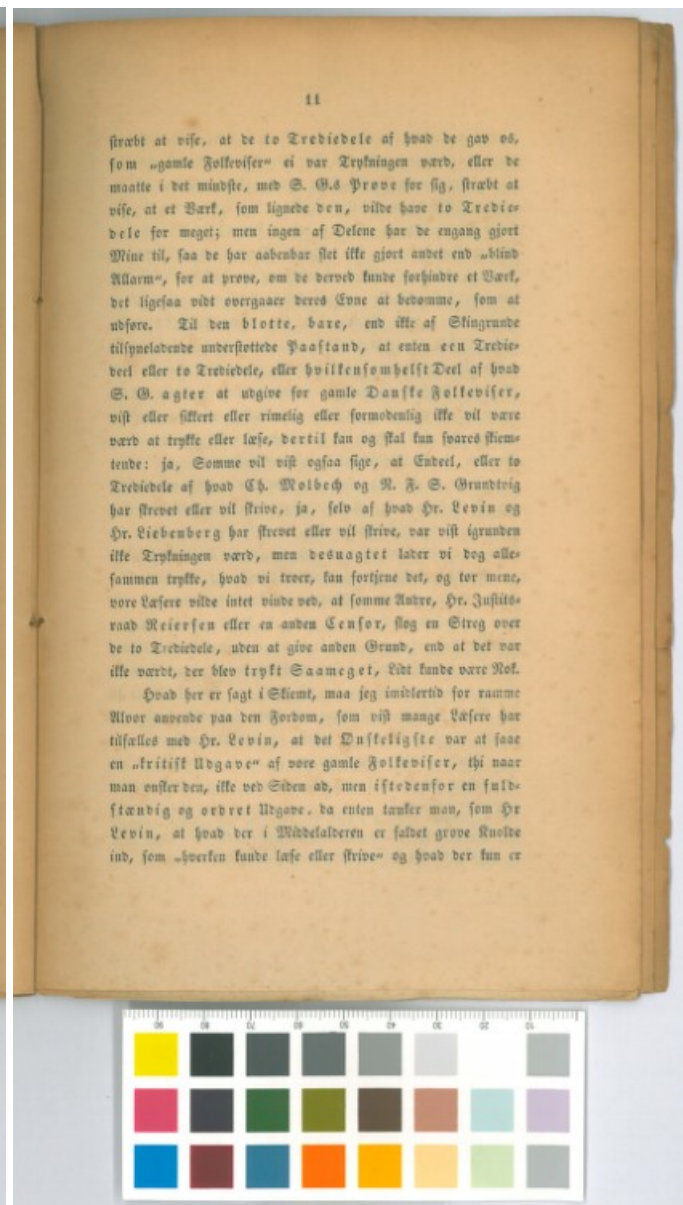 11
stræbt at vise, at de to Trediedele af hvad de gav os,
som „gamle Folkeviser“ ei var Trykningen værd, eller de
maatte i det mindste, med S. G.s Prøve for sig, stræbt at
vise, at et Værk, som lignede den, vilde have to Tredie-
dele for meget; men ingen af Delene har de engang gjort
Mine til, saa de har aabenbar slet ikke gjort andet end „blind
Allarm“, for at prøve, om de derved kunde forhindre et Værk,
det ligesaa vidt overgaaer deres Evne at bedømme, som at
udføre. Til den blotte, bare, end ikke af Skingrunde
tilsyneladende understøttede Paastand, at enten een Tredie-
deel eller to Trediedele, eller hvilkensomhelst Deel af hvad
S. G. agter at udgive for gamle Danske Folkeviser,
vist eller sikkert eller rimelig eller formodenlig ikke vil være
værd at trykke eller læse, dertil kan og skal kun svares skiem-
tende: ja, Somme vil vist ogsaa sige, at Endeel, eller to
Trediedele af hvad Ch. Molbech og N. F. S. Grundtvig
har skrevet eller vil skrive, ja, selv af hvad Hr. Levin og
Hr. Liebenberg har skrevet eller vil skrive, var vist igrunden
ikke Trykningen værd, men desuagtet lader vi dog alle-
sammen trykke, hvad vi troer, kan fortjene det, og tør mene,
vore Læsere vilde intet vinde ved, at somme Andre, Hr. Justits-
raad Reiersen eller en anden Censor, slog en Streg over
de to Trediedele, uden at give anden Grund, end at det var
ikke værdt, der blev trykt Saameget, Lidt kunde være Nok.
Hvad her er sagt i Skiemt, maa jeg imidlertid for ramme
Alvor anvende paa den Fordom, som vist mange Læsere har
tilfælles med Hr. Levin, at det Ønskeligste var at faae
en „kritisk Udgave“ af vore gamle Folkeviser, thi naar
man ønsker den, ikke ved Siden ad, men istedenfor en fuld-
stændig og ordret Udgave, da enten tænker man, som Hr
Levin, at hvad der i Middelalderen er faldet grove Knolde
ind, som „hverken kunde læse eller skrive“ og hvad der kun er
90 80 70 60 50 40 30 20 10